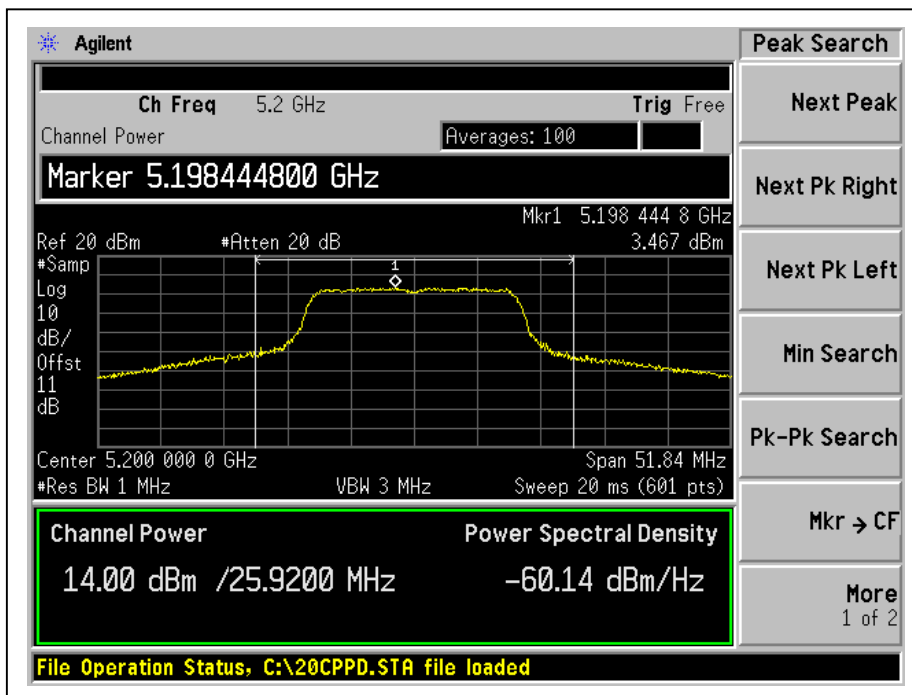 Agilent
Peak Search
Ch Freq 5.2 GHz Trig Free
Channel Power Averages: 100
Marker 5.198444800 GHz
Mkr1 5.198 444 8 GHz
Ref 20 dBm #Atten 20 dB 3.467 dBm
#Samp
Log
10
dB/
Offst
11
dB
1
Center 5.200 000 0 GHz Span 51.84 MHz
#Res BW 1 MHz VBW 3 MHz Sweep 20 ms (601 pts)
Channel Power Power Spectral Density
14.00 dBm /25.9200 MHz -60.14 dBm/Hz
File Operation Status, C:\20CPPD.STA file loaded
Next Peak
Next Pk Right
Next Pk Left
Min Search
Pk-Pk Search
Mkr → CF
More
1 of 2